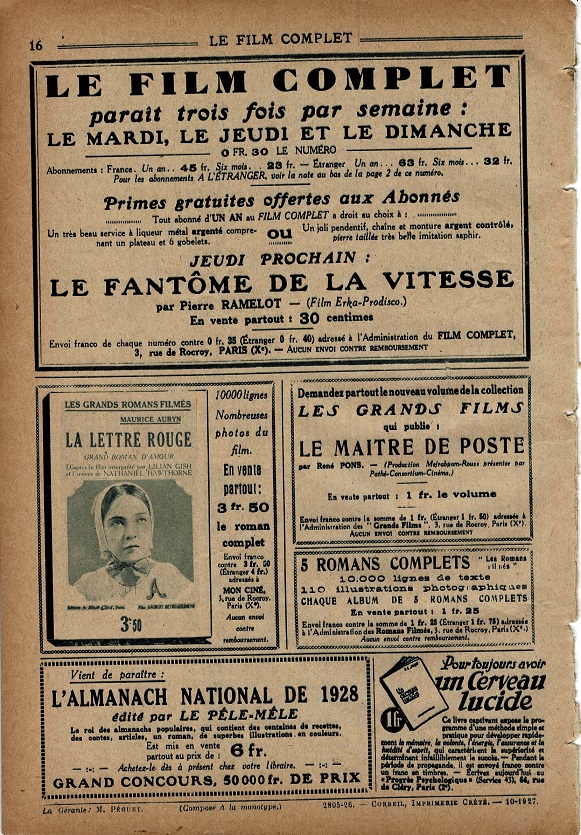 16
LE FILM COMPLET
LE FILM COMPLET
paraît trois fois par semaine :
LE MARDI, LE JEUDI ET LE DIMANCHE
0 FR. 30 LE NUMÉRO
Abonnements : France. Un an.. 45 fr. Six mois... 23 fr. — Étranger Un an... 63 fr. Six mois... 32 fr.
Pour les abonnements A L'ÉTRANGER, voir la note au bas de la page 2 de ce numéro.
Primes gratuites offertes aux Abonnés
Tout abonné d'UN AN au FILM COMPLET a droit au choix à :
Un très beau service à liqueur métal argenté compre-
nant un plateau et 6 gobelets.
OU
Un joli pendentif, chaîne et monture argent contrôlé,
pierre taillée très belle imitation saphir.
JEUDI PROCHAIN :
LE FANTÔME DE LA VITESSE
par Pierre RAMELOT — (Film Erka-Prodisco.)
En vente partout : 30 centimes
Envoi franco de chaque numéro contre 0 fr. 35 (Étranger 0 fr. 40) adressé à l'Administration du FILM COMPLET,
3, rue de Rocroy, PARIS (Xe). — AUCUN ENVOI CONTRE REMBOURSEMENT
LES GRANDS ROMANS FILMÉS
MAURICE AUBYN
LA LETTRE ROUGE
GRAND ROMAN D'AMOUR
D'après le film interprété par LILIAN GISH
et l'œuvre de NATHANIEL HAWTHORNE
A
3f50
10000 lignes
Nombreuses
photos du
film.
En vente
partout:
3 fr. 50
le roman
complet
Envoi franco
contre 3 fr. 50
(Étranger 4 fr.)
adressés à
MON CINÉ,
3, rue de Rocroy,
Paris (Xe).
Aucun envoi
contre
remboursement.
Demandez partout le nouveau volume de la collection
LES GRANDS FILMS
qui publie :
LE MAITRE DE POSTE
par René PONS. — (Production Mejrabpom-Rouss présentée par
Pathé-Consortium-Cinéma.)
En vente partout : 1 fr. le volume
Envoi franco contre la somme de 1 fr. (Étranger 1 fr. 50) adressée à
l'Administration des "Grands Films", 3, rue de Rocroy, Paris (Xe).
AUCUN ENVOI CONTRE REMBOURSEMENT
5 ROMANS COMPLETS "Les Romans
filmés"
10.000 lignes de texte
110 illustrations photographiques
CHAQUE ALBUM DE 5 ROMANS COMPLETS
En vente partout : 1 fr. 25
Envoi franco contre la somme de 1 fr. 25 (Étranger 1 fr. 75) adressée
à l'Administration des Romans Filmés, 3, rue de Rocroy, Paris (Xe).
AUCUN ENVOI CONTRE REMBOURSEMENT
Vient de paraître :
L'ALMANACH NATIONAL DE 1928
édité par LE PÊLE-MÊLE
Le roi des almanachs populaires, qui contient des centaines de recettes,
des contes, articles, un roman, de superbes illustrations en couleurs.
Est mis en vente
partout au prix de :
6 fr.
Achetez-le dès à présent chez votre libraire.
GRAND CONCOURS, 50000 fr. DE PRIX
Pour toujours avoir
un Cerveau
lucide
Ce livre captivant expose le pro-
gramme d'une méthode simple et
pratique pour développer rapide-
ment la mémoire, la volonté, l'énergie, l'assurance et la
lucidité d'esprit, qui caractérisent la supériorité et
déterminent infailliblement le succès. — Pendant la
période de propagande, il est envoyé franco contre
un franc en timbres. — Écrivez aujourd'hui au
"Progrès Psychologique" (Service 43), 64, rue
de Cléry, Paris (2e).
La Gérante : M. PÉGUET.
(Composé à la monotype.)
2805-26. — CORBEIL, IMPRIMERIE CRÉTÉ. — 10-1927.